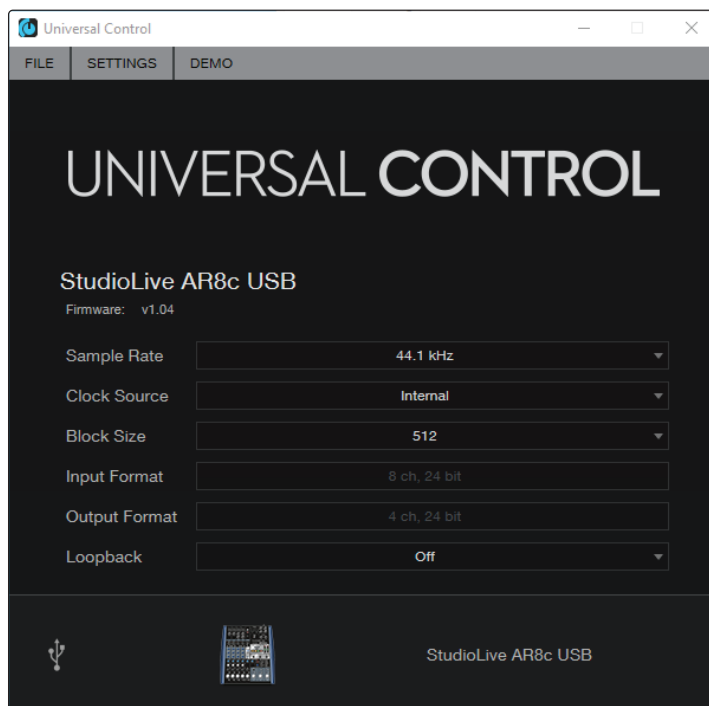 Universal Control
FILE SETTINGS DEMO
UNIVERSAL CONTROL
StudioLive AR8c USB
Firmware: v1.04
Sample Rate 44.1 kHz
Clock Source Internal
Block Size 512
Input Format 8 ch, 24 bit
Output Format 4 ch, 24 bit
Loopback Off
StudioLive AR8c USB